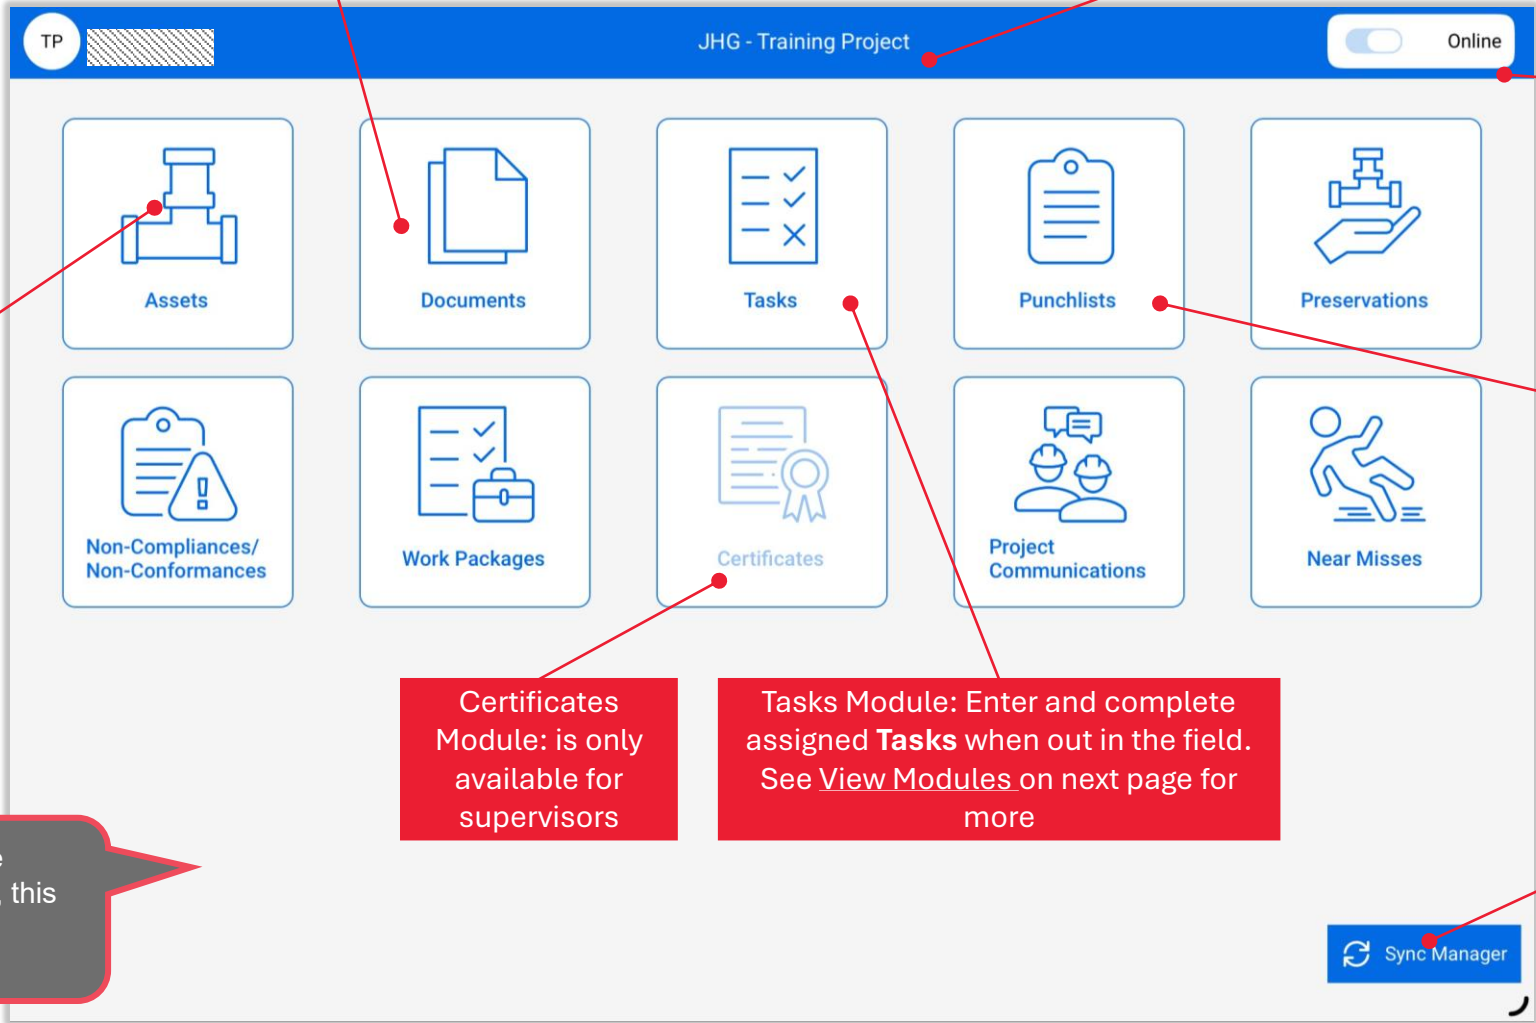 TP
JHG - Training Project
Online
Assets
Documents
Tasks
Punchlists
Preservations
Non-Compliances/
Non-Conformances
Work Packages
Certificates
Project
Communications
Near Misses
Certificates
Module: is only
available for
supervisors
Tasks Module: Enter and complete
assigned Tasks when out in the field.
See View Modules on next page for
more
this
Sync Manager